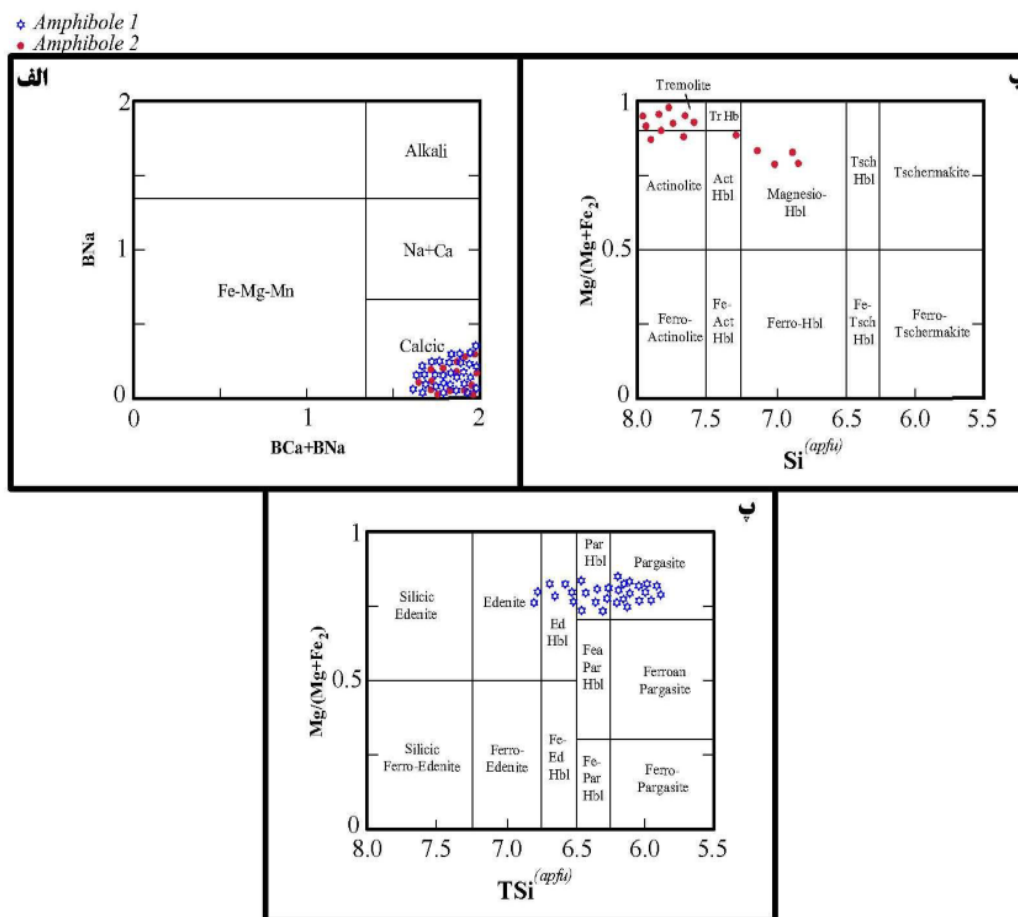 Amphibole 1
Amphibole 2
الف
2
Alkali
BNa
1
Na+Ca
Fe-Mg-Mn
Calcic
0
0
1
2
BCa+BNa
Tremolite
1
Tr Hb
Actinolite
Act
Hbl
Magnesio-
Hbl
Tsch
Hbl
Tschermakite
Mg/(Mg+Fe2)
0.5
Ferro-
Actinolite
Fe-
Act
Hbl
Ferro-Hbl
Fe-
Tsch
Hbl
Ferro-
Tschermakite
0
8.0
7.5
7.0
6.5
6.0
5.5
Si(apfu)
پ
1
Silicic
Edenite
Edenite
Ed
Hbl
Par
Hbl
Pargasite
Mg/(Mg+Fe2)
0.5
Fea
Par
Hbl
Ferroan
Pargasite
Silicic
Ferro-Edenite
Ferro-
Edenite
Fe-
Ed
Hbl
Fe-
Par
Hbl
Ferro-
Pargasite
0
8.0
7.5
7.0
6.5
6.0
5.5
TSi(apfu)